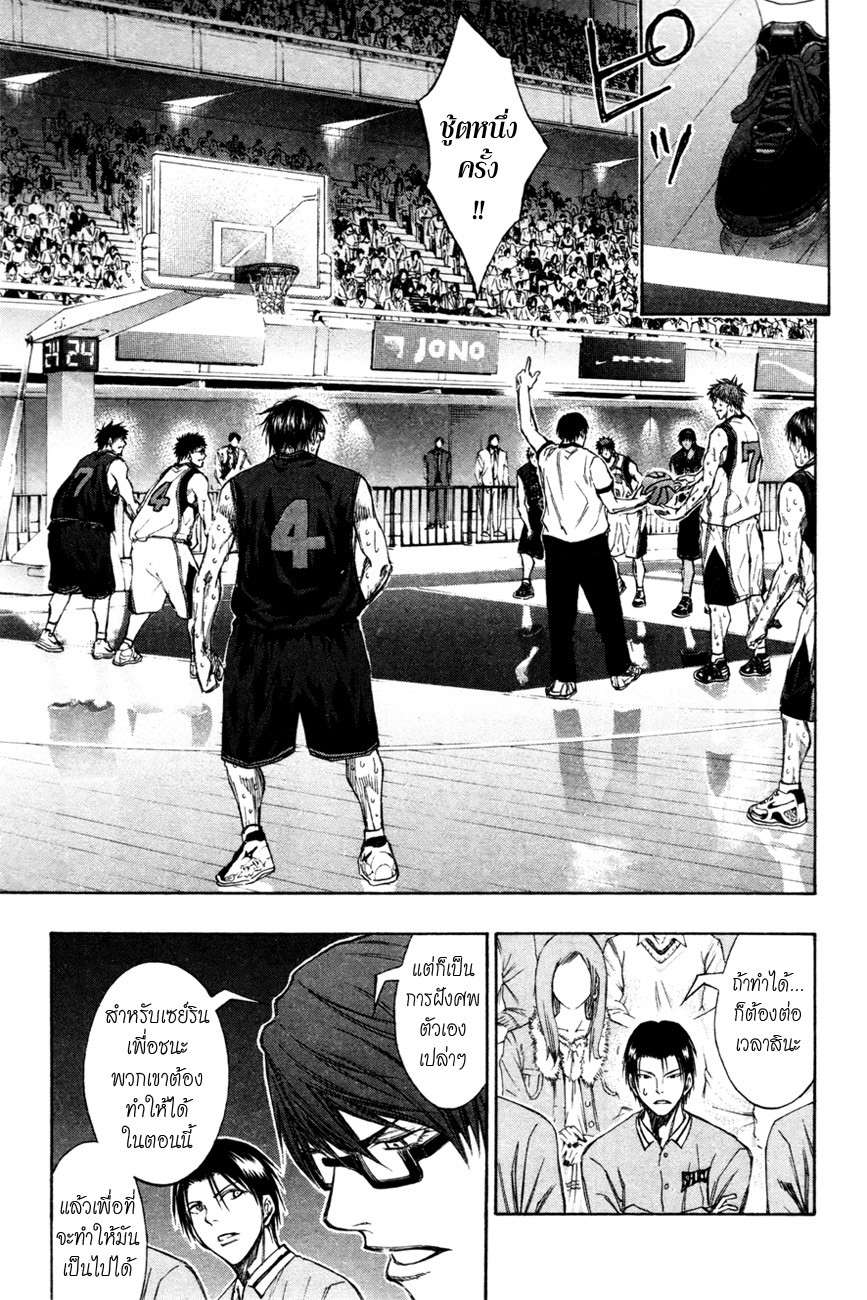 ピッ
ชู้ตหนึ่ง
ครั้ง
!!
24
24
JONO
7
4
4
7
ถ้าทำได้...
ก็ต้องต่อ
เวลาสินะ
แต่ก็เป็น
การฝังศพ
ตัวเอง
เปล่าๆ
สำหรับเซย์ริน
เพื่อชนะ
พวกเขาต้อง
ทำให้ได้
ในตอนนี้
แล้วเพื่อที่
จะทำให้มัน
เป็นไปได้